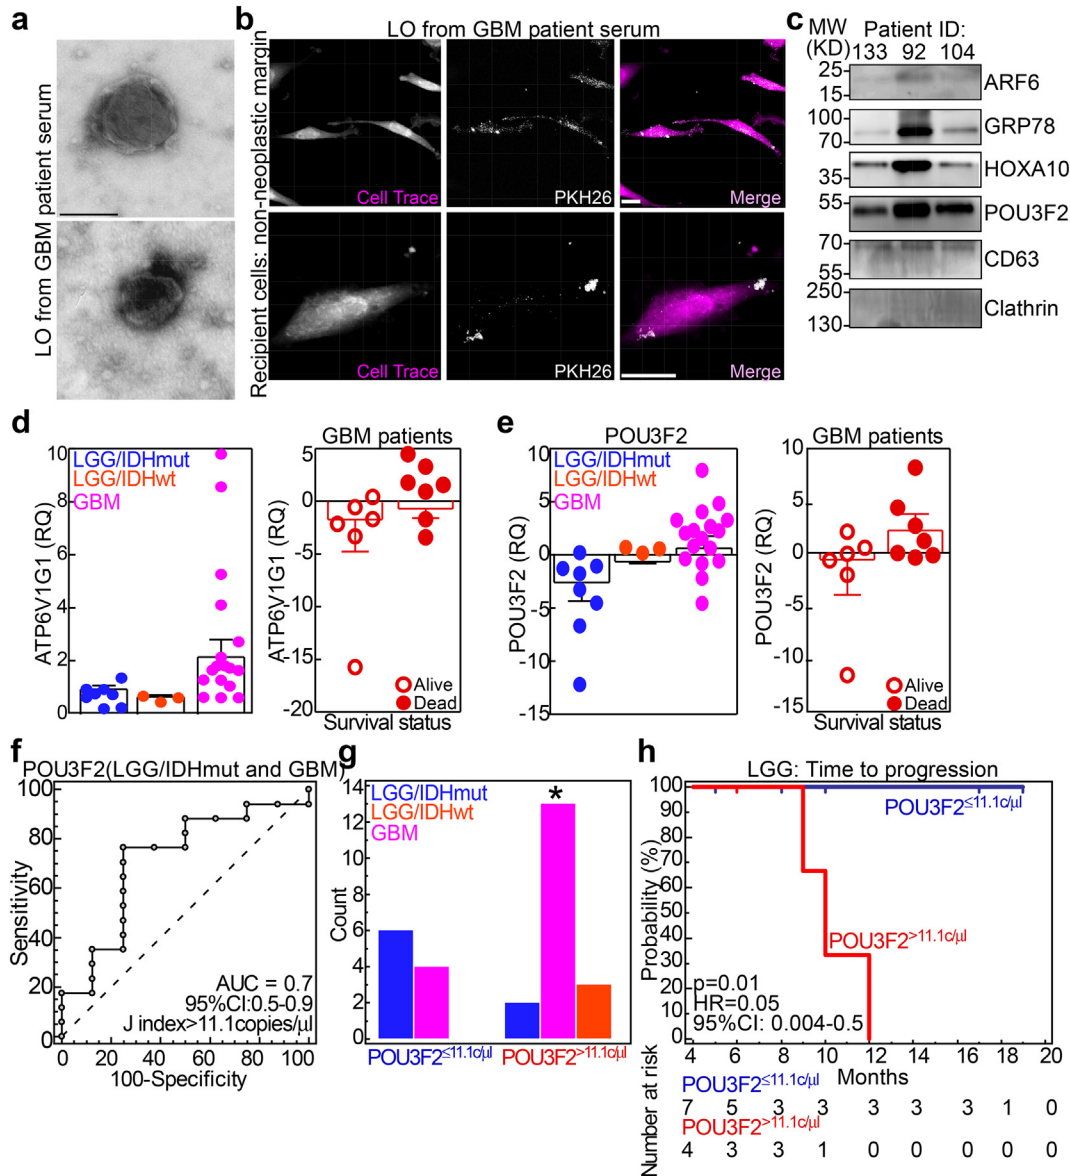 a
LO from GBM patient serum
b
LO from GBM patient serum
Recipient cells: non-neoplastic margin
Cell Trace
PKH26
Merge
Cell Trace
PKH26
Merge
c
MW
(KD)
Patient ID:
133 92 104
25
15
ARF6
100
70
GRP78
35
HOXA10
55
POU3F2
70
55
CD63
250
130
Clathrin
d
LGG/IDHmut
LGG/IDHwt
GBM
ATP6V1G1 (RQ)
10
8
6
4
2
0
GBM patients
ATP6V1G1 (RQ)
5
0
-5
-10
-15
-20
Alive
Dead
Survival status
e
POU3F2
LGG/IDHmut
LGG/IDHwt
GBM
POU3F2 (RQ)
10
5
0
-5
-10
-15
GBM patients
POU3F2 (RQ)
10
5
0
-5
-10
-15
Alive
Dead
Survival status
f
POU3F2(LGG/IDHmut and GBM)
Sensitivity
100
80
60
40
20
0
AUC = 0.7
95%CI:0.5-0.9
J index>11.1copies/µl
0 20 40 60 80 100
100-Specificity
g
LGG/IDHmut
LGG/IDHwt
GBM
*
Count
14
12
10
8
6
4
2
0
POU3F2≤11.1c/µl
POU3F2>11.1c/µl
h
LGG: Time to progression
Probability (%)
100
90
80
70
60
50
40
30
20
10
0
POU3F2≤11.1c/µl
POU3F2>11.1c/µl
p=0.01
HR=0.05
95%CI: 0.004-0.5
4 6 8 10 12 14 16 18 20
Months
Number at risk
POU3F2≤11.1c/µl
7 5 3 3 3 3 3 1 0
POU3F2>11.1c/µl
4 3 3 1 0 0 0 0 0